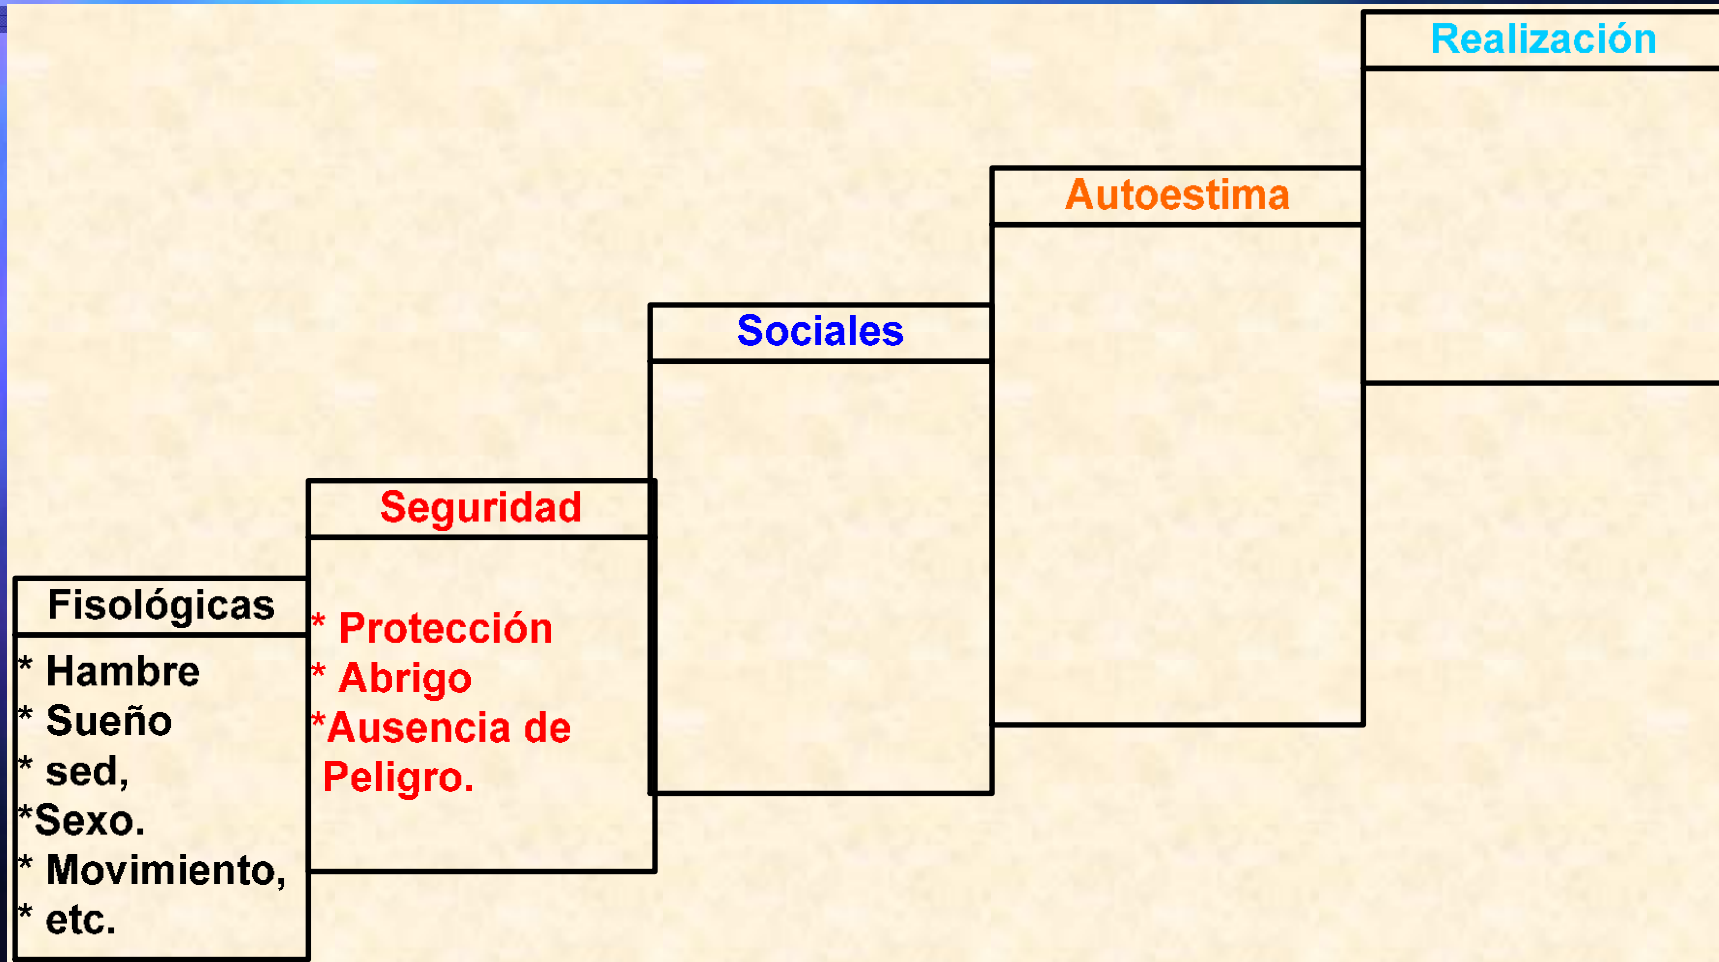 Realización
Autoestima
Sociales
Seguridad
* Protección
* Abrigo
*Ausencia de
Peligro.
Fisológicas
* Hambre
* Sueño
* sed,
*Sexo.
* Movimiento,
* etc.